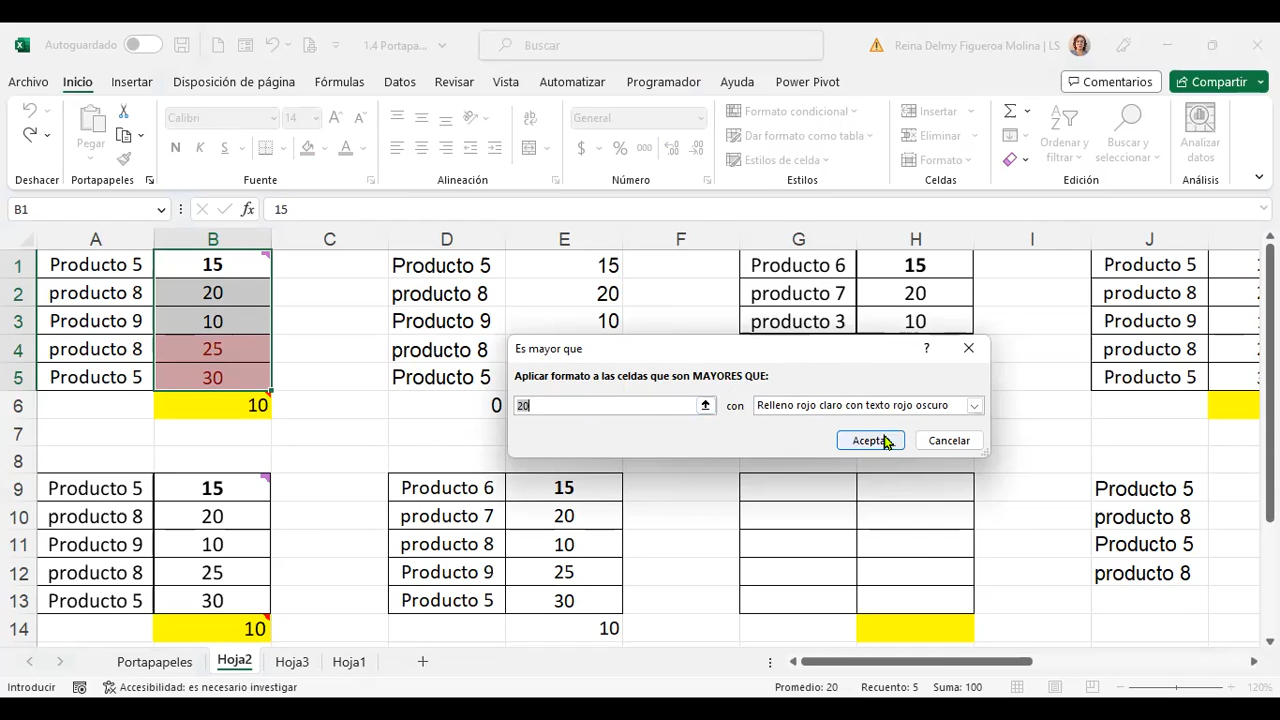 Autoguardado 1.4 Portapa... Buscar Reina Delmy Figueroa Molina | LS
Archivo Inicio Insertar Disposición de página Fórmulas Datos Revisar Vista Automatizar Programador Ayuda Power Pivot Comentarios Compartir
Calibri 14 General Formato condicional Insertar
Pegar Dar formato como tabla Eliminar Ordenar y filtrar Buscar y seleccionar Analizar datos
N K S $ % 000 Estilos de celda Formato
Deshacer Portapapeles Fuente Alineación Número Estilos Celdas Edición Análisis
B1 fx 15
A B C D E F G H I J
1 Producto 5 15 Producto 5 15 Producto 6 15 Producto 5
2 producto 8 20 producto 8 20 producto 7 20 producto 8
3 Producto 9 10 Producto 9 10 producto 3 10 Producto 9
4 producto 8 25 producto 8 producto 8
5 Producto 5 30 Producto 5 Producto 5
6 10 0
7
8
9 Producto 5 15 Producto 6 15 Producto 5
10 producto 8 20 producto 7 20 producto 8
11 Producto 9 10 producto 8 10 Producto 5
12 producto 8 25 Producto 9 25 producto 8
13 Producto 5 30 Producto 5 30
14 10 10
Es mayor que ?
Aplicar formato a las celdas que son MAYORES QUE:
20 con Relleno rojo claro con texto rojo oscuro
Aceptar Cancelar
Portapapeles Hoja2 Hoja3 Hoja1
Introducir Accesibilidad: es necesario investigar Promedio: 20 Recuento: 5 Suma: 100 120%